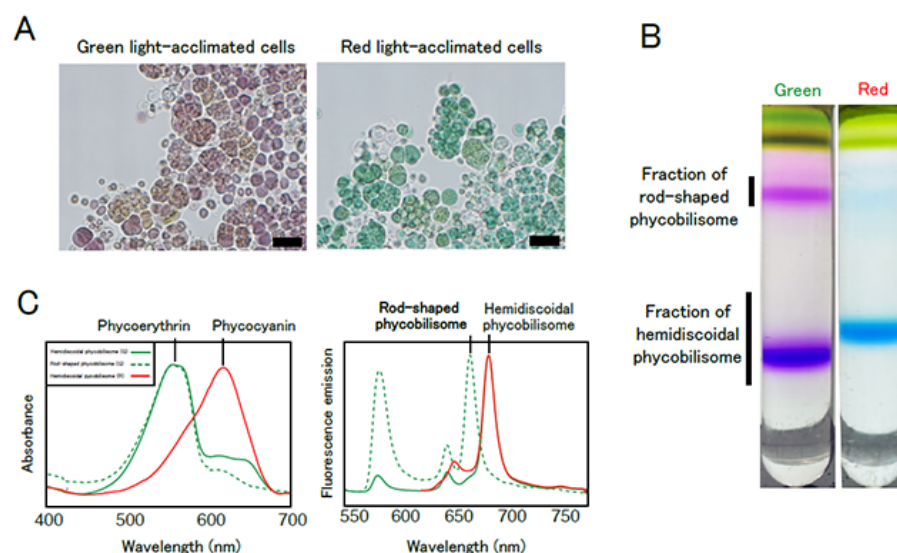 A
Green light-acclimated cells
Red light-acclimated cells
B
Green
Red
Fraction of
rod-shaped
phycobilisome
Fraction of
hemidiscoidal
phycobilisome
C
Phycoerythrin
Phycocyanin
Absorbance
400
500
600
700
Wavelength (nm)
Rod-shaped
phycobilisome
Hemidiscoidal
phycobilisome
Fluorescence emission
550
600
650
700
750
Wavelength (nm)